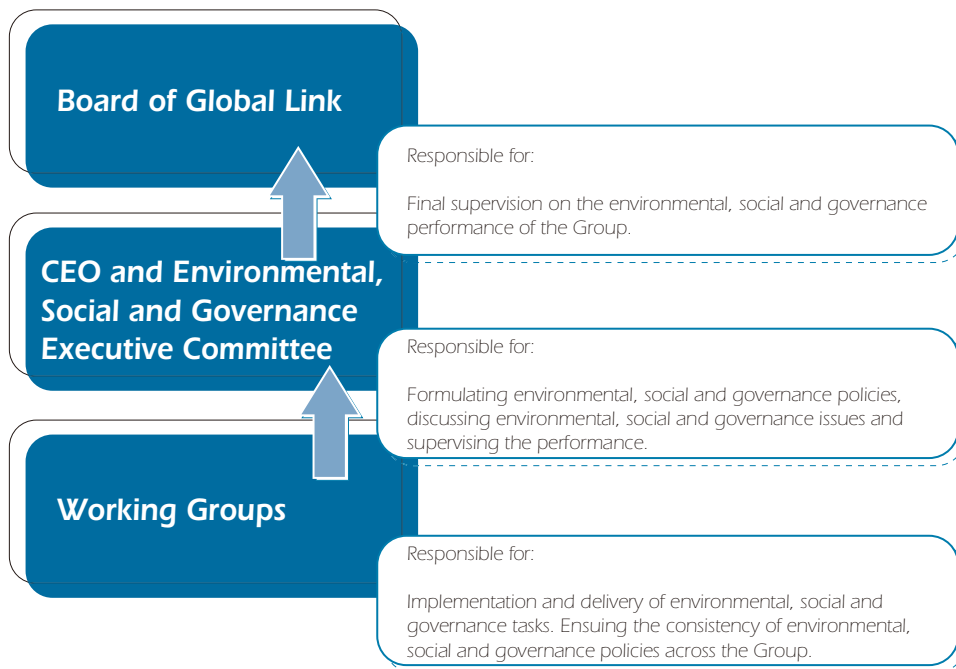 Board of Global Link
Responsible for:
Final supervision on the environmental, social and governance
performance of the Group.
CEO and Environmental,
Social and Governance
Executive Committee
Responsible for:
Formulating environmental, social and governance policies,
discussing environmental, social and governance issues and
supervising the performance.
Working Groups
Responsible for:
Implementation and delivery of environmental, social and
governance tasks. Ensuing the consistency of environmental,
social and governance policies across the Group.